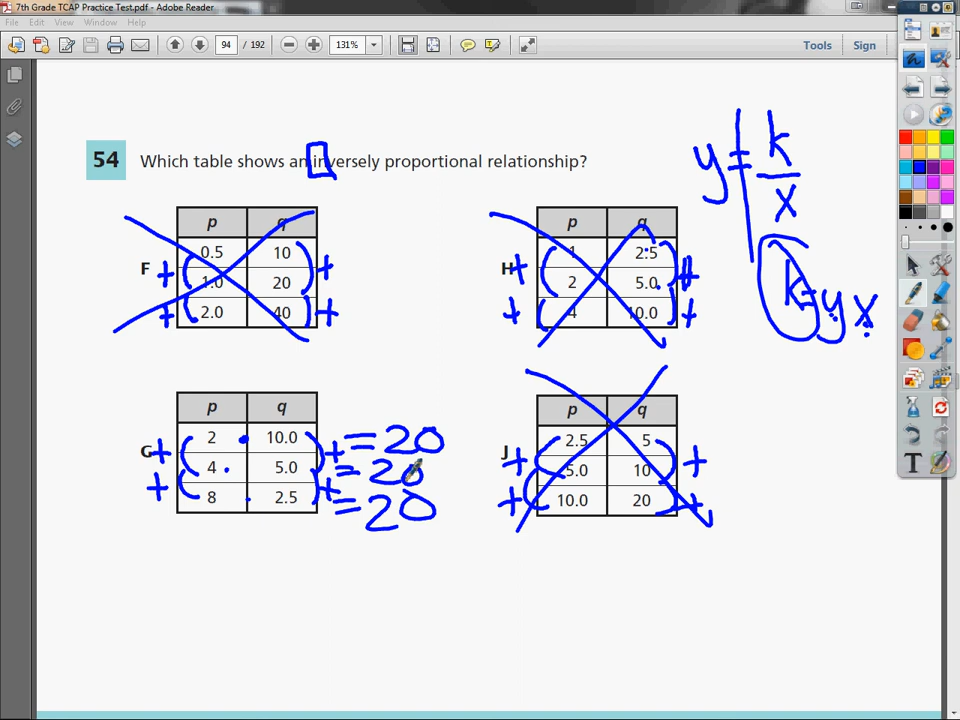 7th Grade TCAP Practice Test.pdf - Adobe Reader
File Edit View Window Help
94 / 192 131% Tools Sign
54 Which table shows an inversely proportional relationship?
y = k
x
k = yx
F
p q
0.5 10
1.0 20
2.0 40
+ +
+ +
H
p q
1 2.5
2 5.0
4 10.0
+ +
+ +
G
p q
2 • 10.0 = 20
4 • 5.0 = 20
8 • 2.5 = 20
+ +
+ +
J
p q
2.5 5
5.0 10
10.0 20
+ +
+ +
T